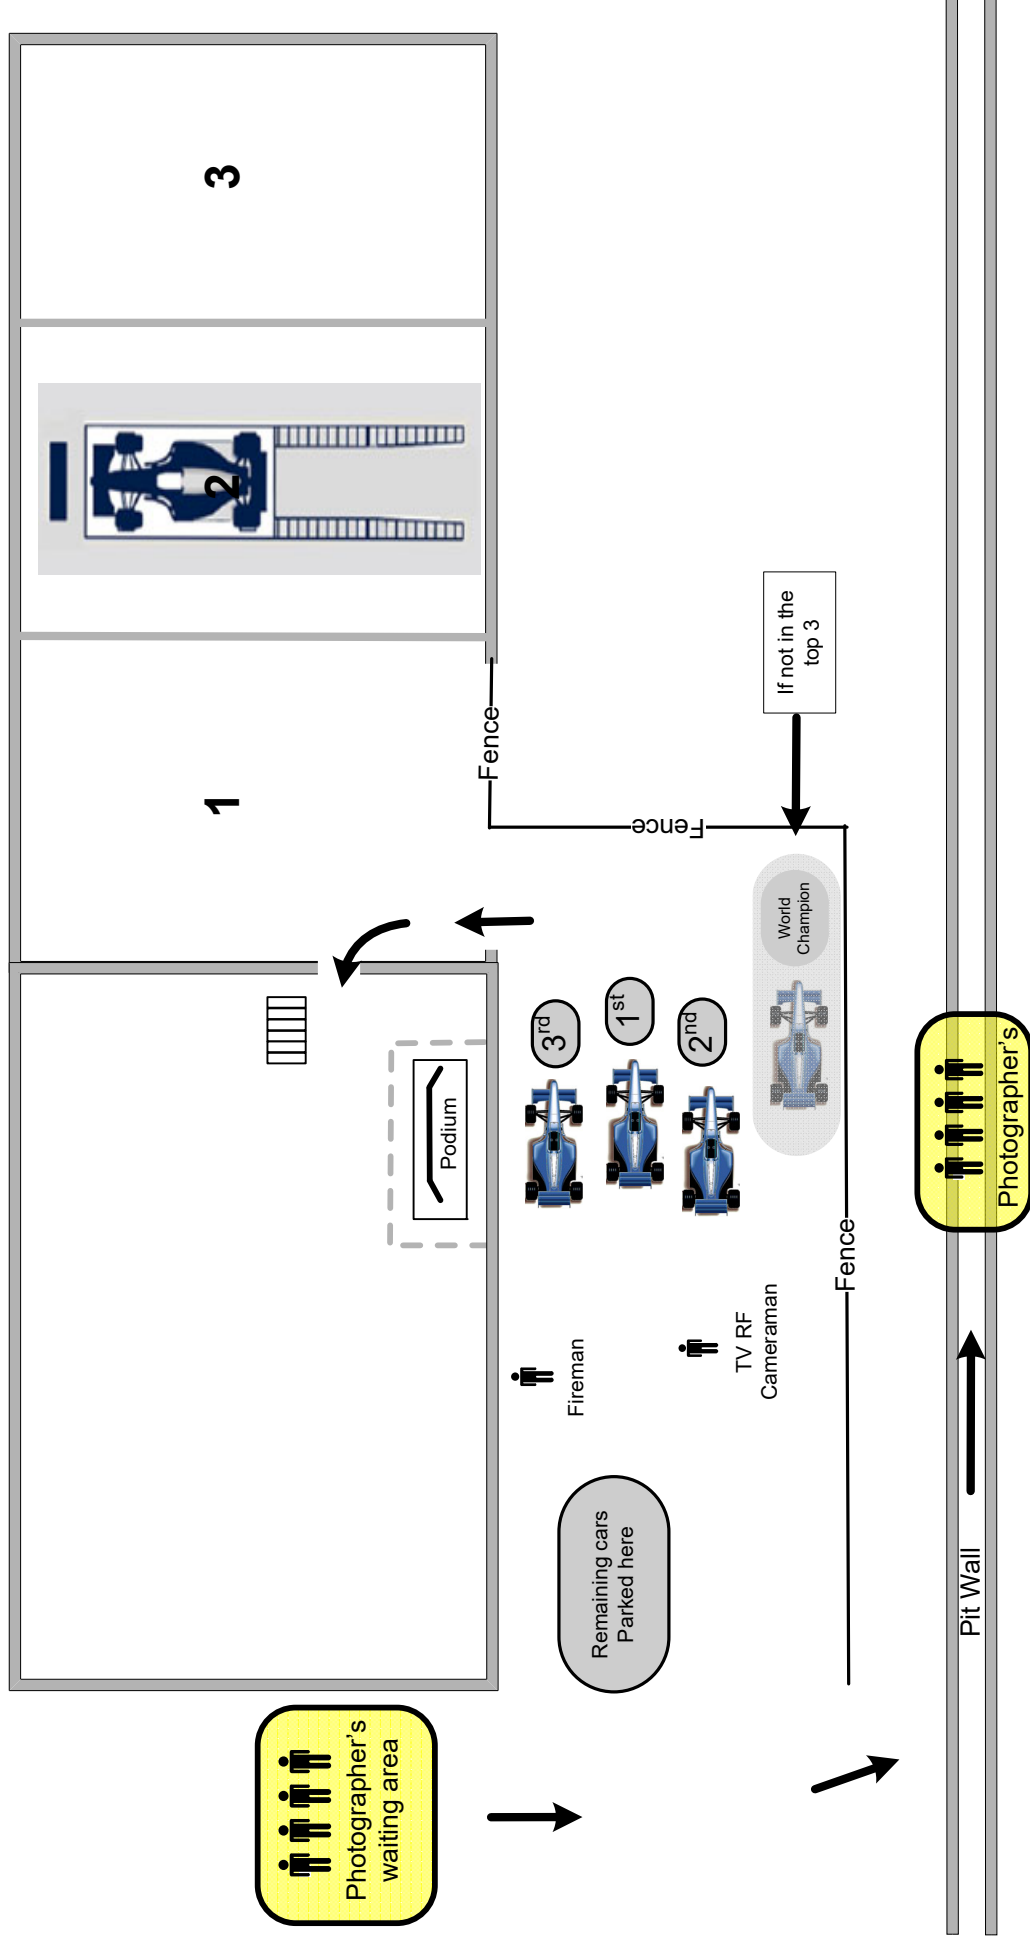 3
2
1
Fence
Fence
If not in the
top 3
World
Champion
3rd
1st
2nd
Podium
Photographer's
Fence
Fireman
TV RF
Cameraman
Remaining cars
Parked here
Pit Wall
Photographer's
waiting area